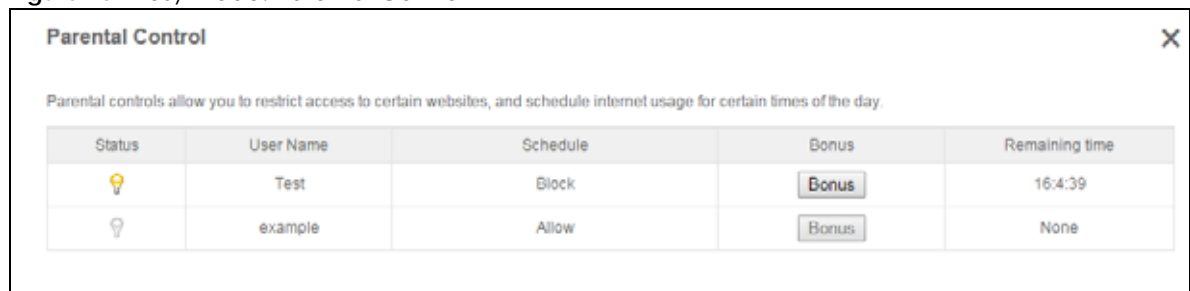 Parental Control
Parental controls allow you to restrict access to certain websites, and schedule internet usage for certain times of the day.
Status User Name Schedule Bonus Remaining time
Test Block Bonus 16:4:39
example Allow Bonus None